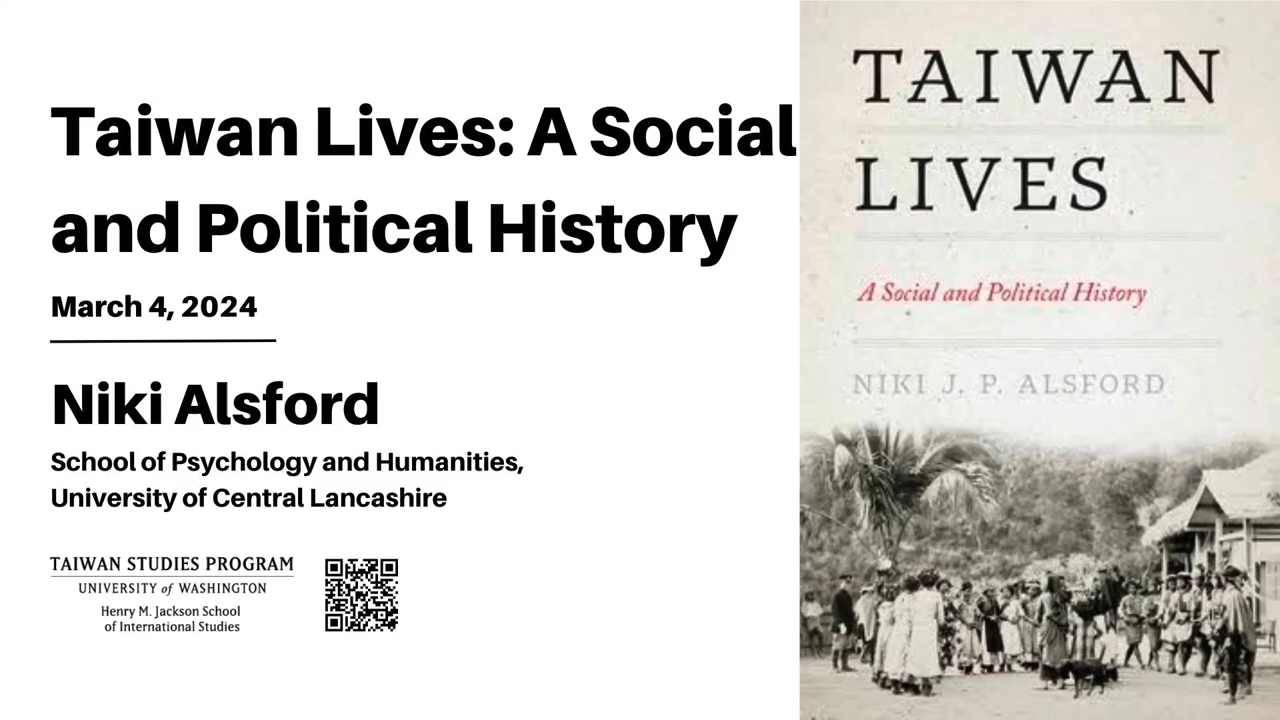 Taiwan Lives: A Social
and Political History
March 4, 2024
Niki Alsford
School of Psychology and Humanities,
University of Central Lancashire
TAIWAN STUDIES PROGRAM
UNIVERSITY of WASHINGTON
Henry M. Jackson School
of International Studies
TAIWAN
LIVES
A Social and Political History
NIKI J. P. ALSFORD